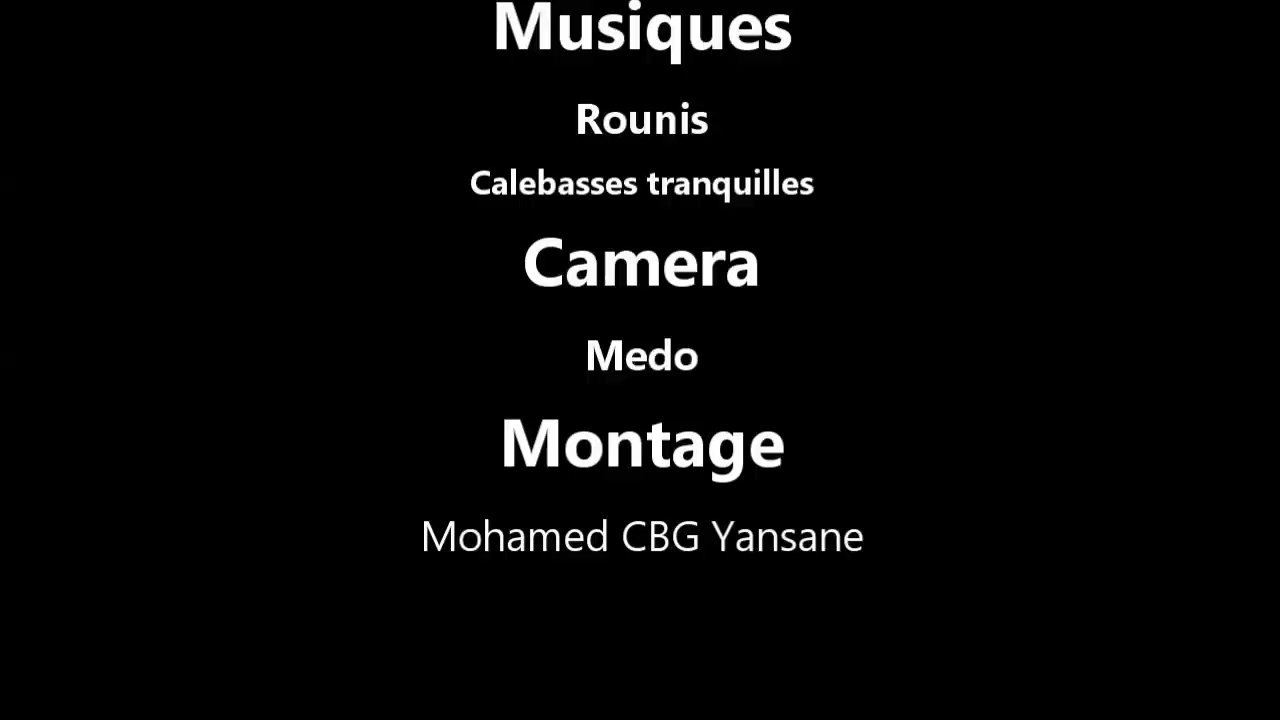 Musiques
Rounis
Calebasses tranquilles
Camera
Medo
Montage
Mohamed CBG Yansane